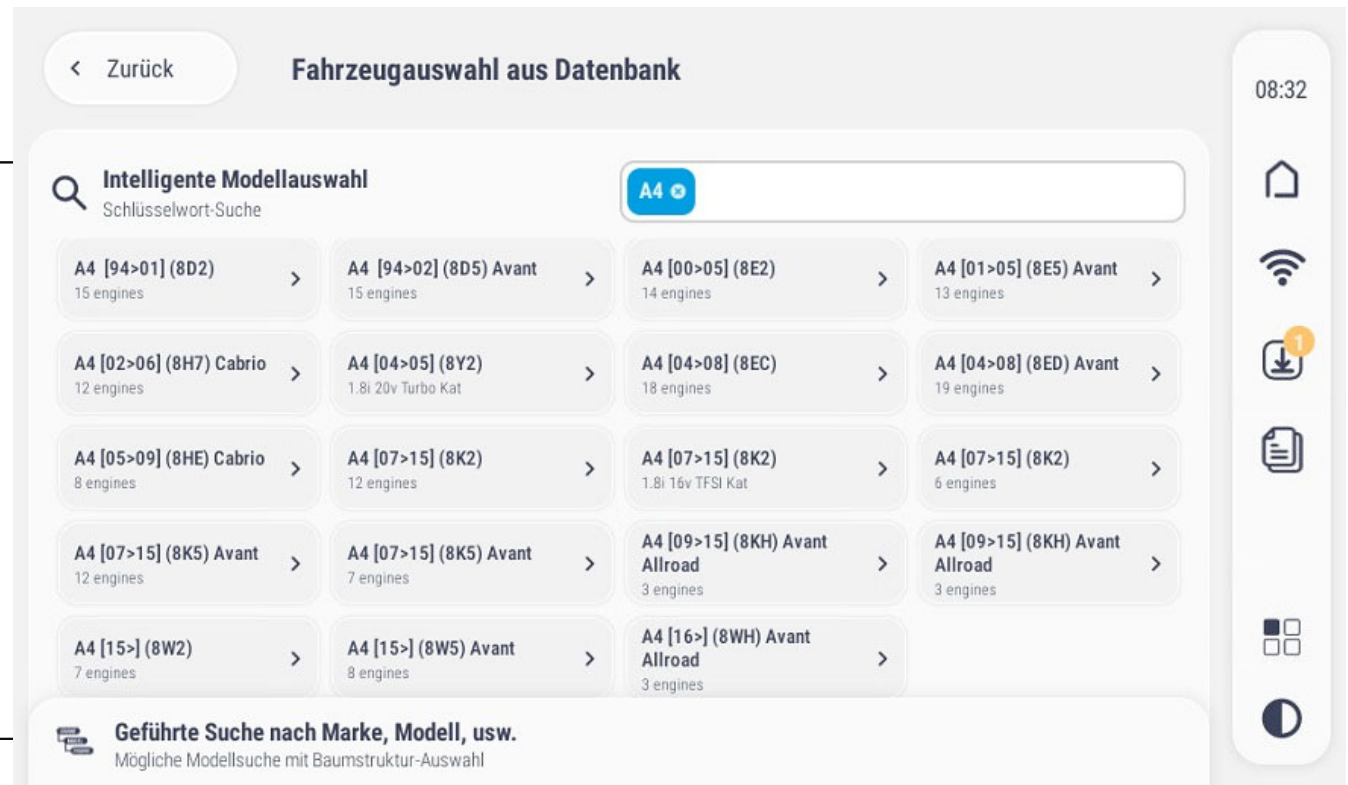 Zurück
Fahrzeugauswahl aus Datenbank
08:32
Intelligente Modellauswahl
Schlüsselwort-Suche
A4
A4 [94>01] (8D2)
15 engines
A4 [94>02] (8D5) Avant
15 engines
A4 [00>05] (8E2)
14 engines
A4 [01>05] (8E5) Avant
13 engines
A4 [02>06] (8H7) Cabrio
12 engines
A4 [04>05] (8Y2)
1.8i 20v Turbo Kat
A4 [04>08] (8EC)
18 engines
A4 [04>08] (8ED) Avant
19 engines
1
A4 [05>09] (8HE) Cabrio
8 engines
A4 [07>15] (8K2)
12 engines
A4 [07>15] (8K2)
1.8i 16v TFSI Kat
A4 [07>15] (8K2)
6 engines
A4 [07>15] (8K5) Avant
12 engines
A4 [07>15] (8K5) Avant
7 engines
A4 [09>15] (8KH) Avant
Allroad
3 engines
A4 [09>15] (8KH) Avant
Allroad
3 engines
A4 [15>] (8W2)
7 engines
A4 [15>] (8W5) Avant
8 engines
A4 [16>] (8WH) Avant
Allroad
3 engines
Geführte Suche nach Marke, Modell, usw.
Mögliche Modellsuche mit Baumstruktur-Auswahl